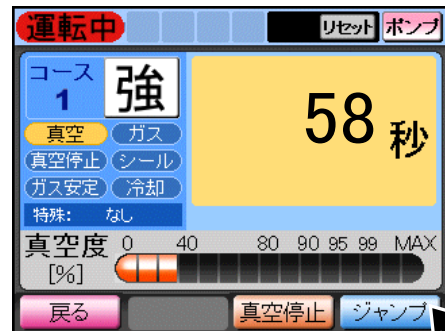 運転中 リセット ポンプ
コース
1
強
58 秒
真空 ガス
真空停止 シール
ガス安定 冷却
特殊: なし
真空度 0 40 80 90 95 99 MAX
[%]
戻る 真空停止 ジャンプ